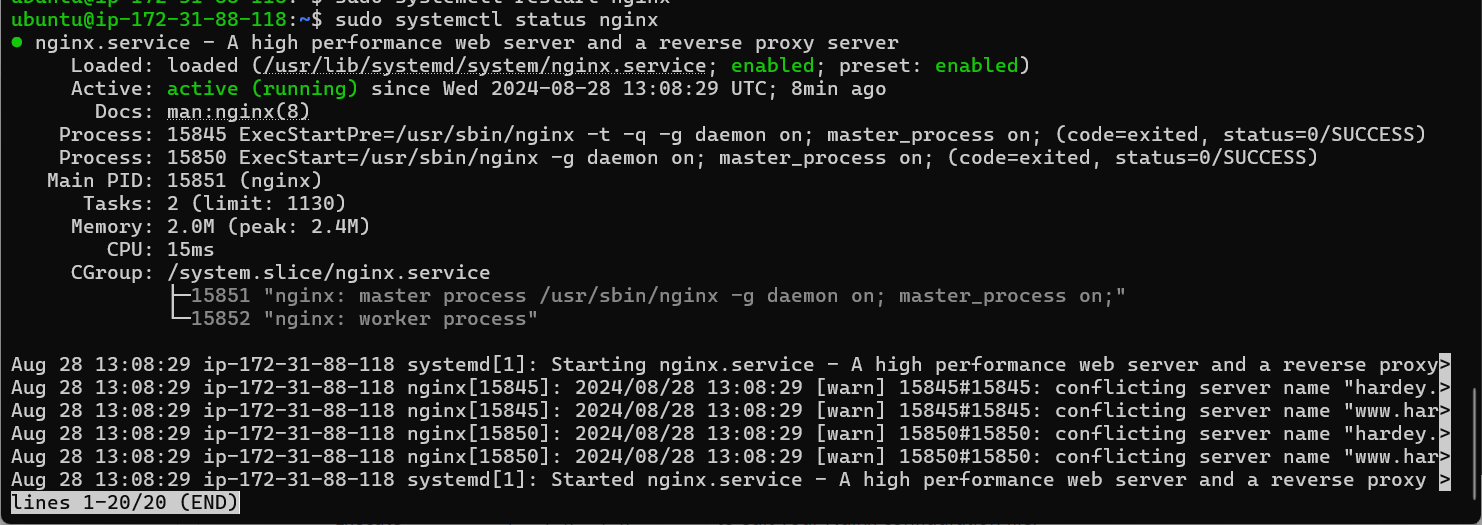 ubuntu@ip-172-31-88-118:~$ sudo systemctl restart nginx
ubuntu@ip-172-31-88-118:~$ sudo systemctl status nginx
● nginx.service - A high performance web server and a reverse proxy server
     Loaded: loaded (/usr/lib/systemd/system/nginx.service; enabled; preset: enabled)
     Active: active (running) since Wed 2024-08-28 13:08:29 UTC; 8min ago
       Docs: man:nginx(8)
    Process: 15845 ExecStartPre=/usr/sbin/nginx -t -q -g daemon on; master_process on; (code=exited, status=0/SUCCESS)
    Process: 15850 ExecStart=/usr/sbin/nginx -g daemon on; master_process on; (code=exited, status=0/SUCCESS)
   Main PID: 15851 (nginx)
      Tasks: 2 (limit: 1130)
     Memory: 2.0M (peak: 2.4M)
        CPU: 15ms
     CGroup: /system.slice/nginx.service
             ├─15851 "nginx: master process /usr/sbin/nginx -g daemon on; master_process on;"
             └─15852 "nginx: worker process"
Aug 28 13:08:29 ip-172-31-88-118 systemd[1]: Starting nginx.service - A high performance web server and a reverse proxy>
Aug 28 13:08:29 ip-172-31-88-118 nginx[15845]: 2024/08/28 13:08:29 [warn] 15845#15845: conflicting server name "hardey.>
Aug 28 13:08:29 ip-172-31-88-118 nginx[15845]: 2024/08/28 13:08:29 [warn] 15845#15845: conflicting server name "www.har>
Aug 28 13:08:29 ip-172-31-88-118 nginx[15850]: 2024/08/28 13:08:29 [warn] 15850#15850: conflicting server name "hardey.>
Aug 28 13:08:29 ip-172-31-88-118 nginx[15850]: 2024/08/28 13:08:29 [warn] 15850#15850: conflicting server name "www.har>
Aug 28 13:08:29 ip-172-31-88-118 systemd[1]: Started nginx.service - A high performance web server and a reverse proxy >
lines 1-20/20 (END)